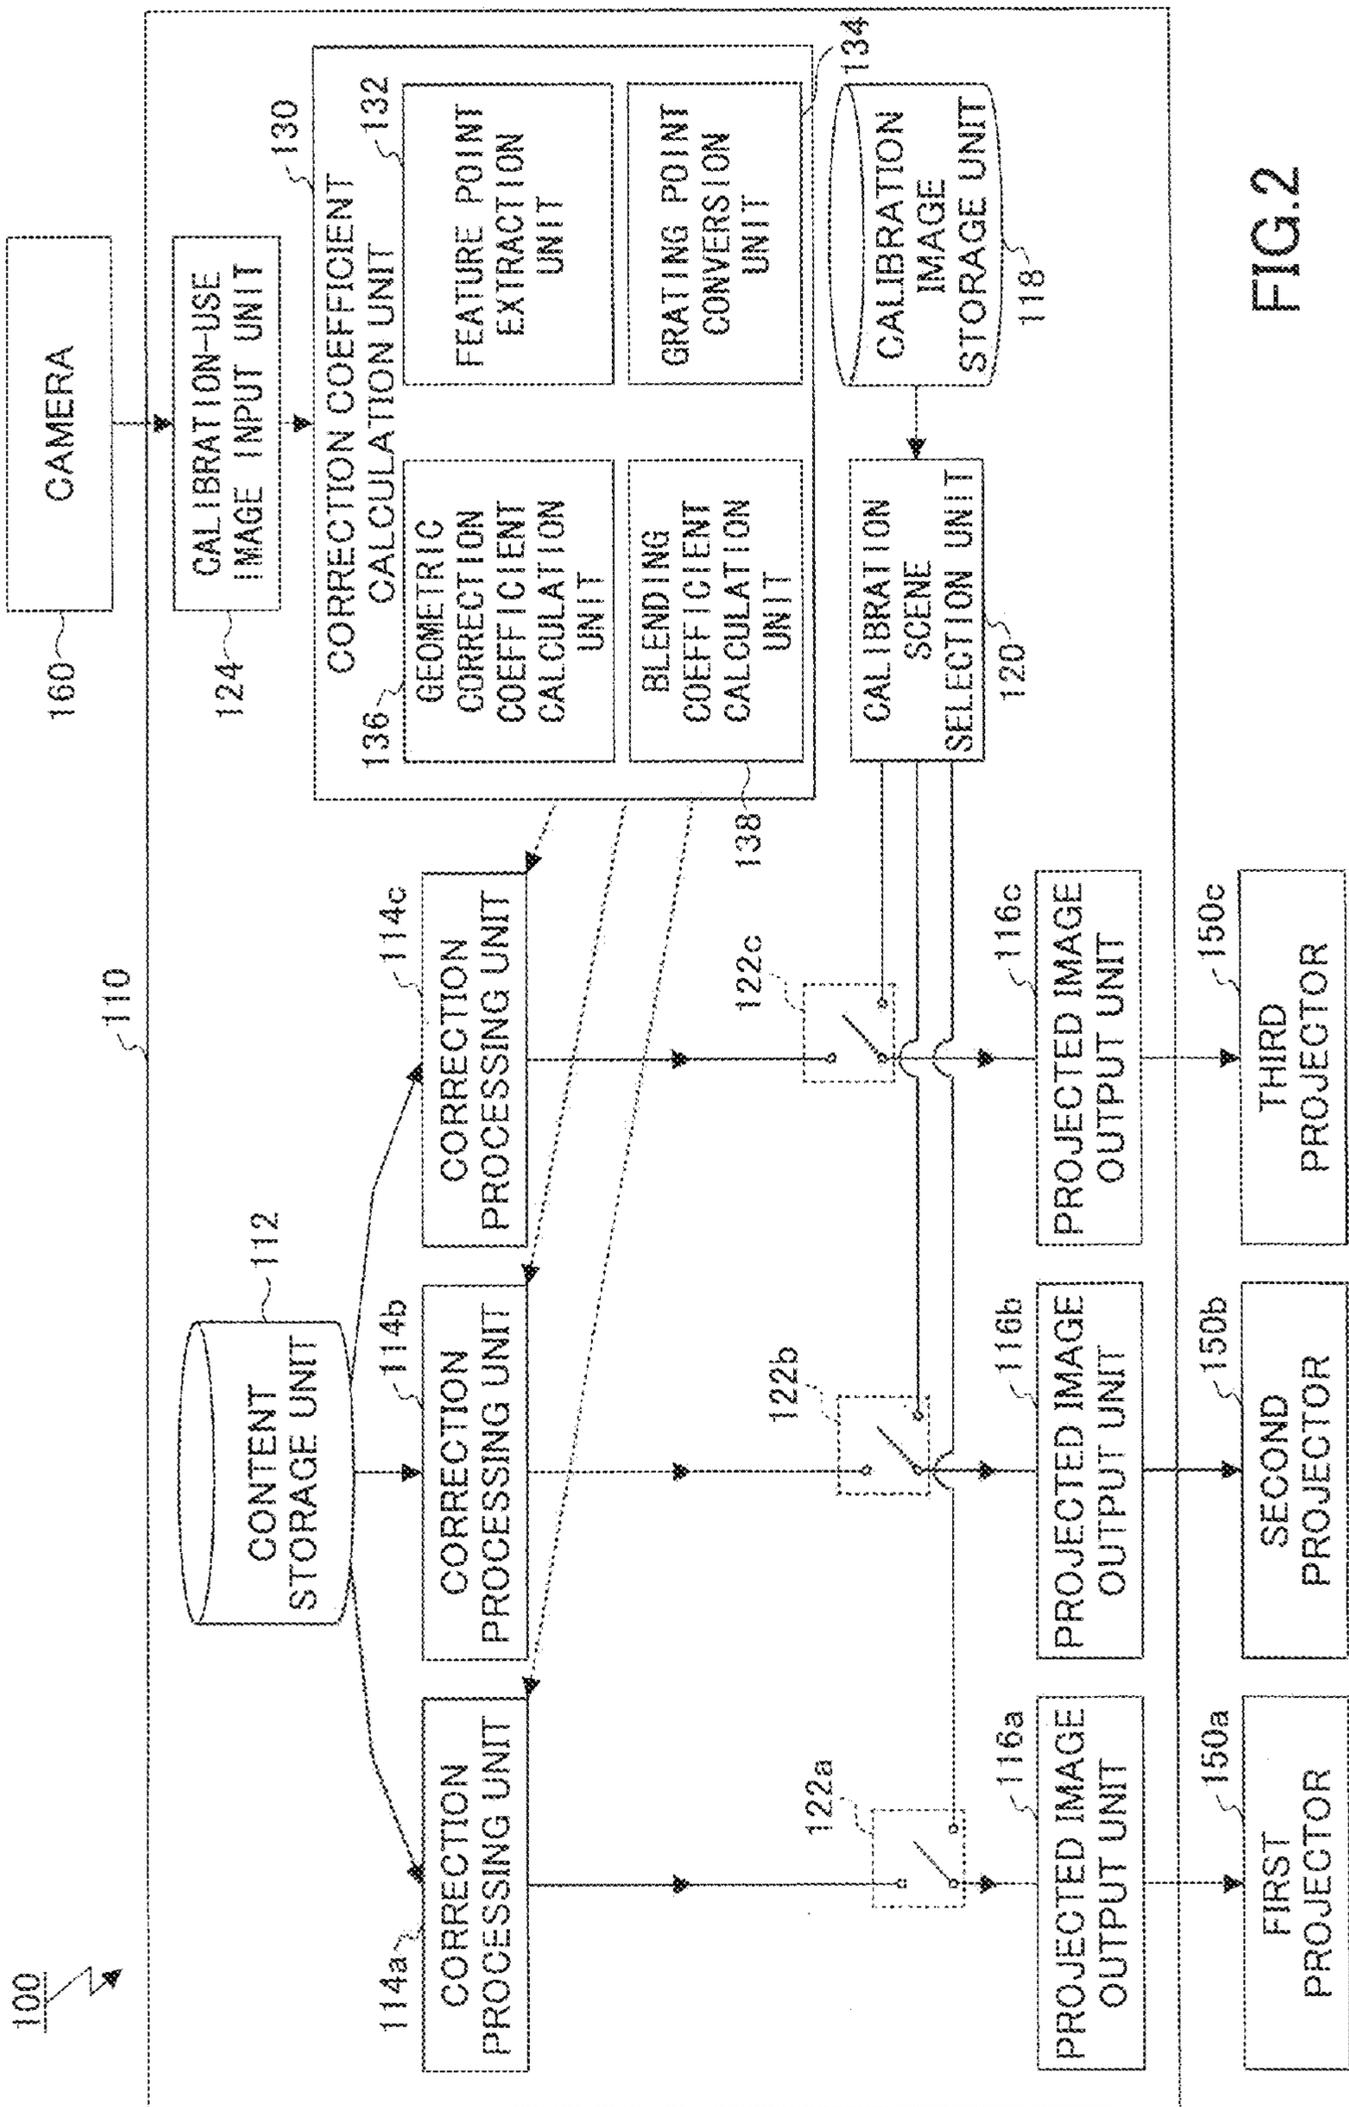 100
110
CAMERA
160
CALIBRATION-USE
IMAGE INPUT UNIT
124
CONTENT
STORAGE UNIT
112
130
CORRECTION COEFFICIENT
CALCULATION UNIT
136
GEOMETRIC
CORRECTION
COEFFICIENT
CALCULATION
UNIT
132
FEATURE POINT
EXTRACTION
UNIT
BLENDING
COEFFICIENT
CALCULATION
UNIT
138
GRATING POINT
CONVERSION
UNIT
134
114a
CORRECTION
PROCESSING UNIT
114b
CORRECTION
PROCESSING UNIT
114c
CORRECTION
PROCESSING UNIT
122a
122b
122c
CALIBRATION
SCENE
SELECTION UNIT
120
CALIBRATION
IMAGE
STORAGE UNIT
118
116a
PROJECTED IMAGE
OUTPUT UNIT
116b
PROJECTED IMAGE
OUTPUT UNIT
116c
PROJECTED IMAGE
OUTPUT UNIT
150a
FIRST
PROJECTOR
150b
SECOND
PROJECTOR
150c
THIRD
PROJECTOR
FIG.2